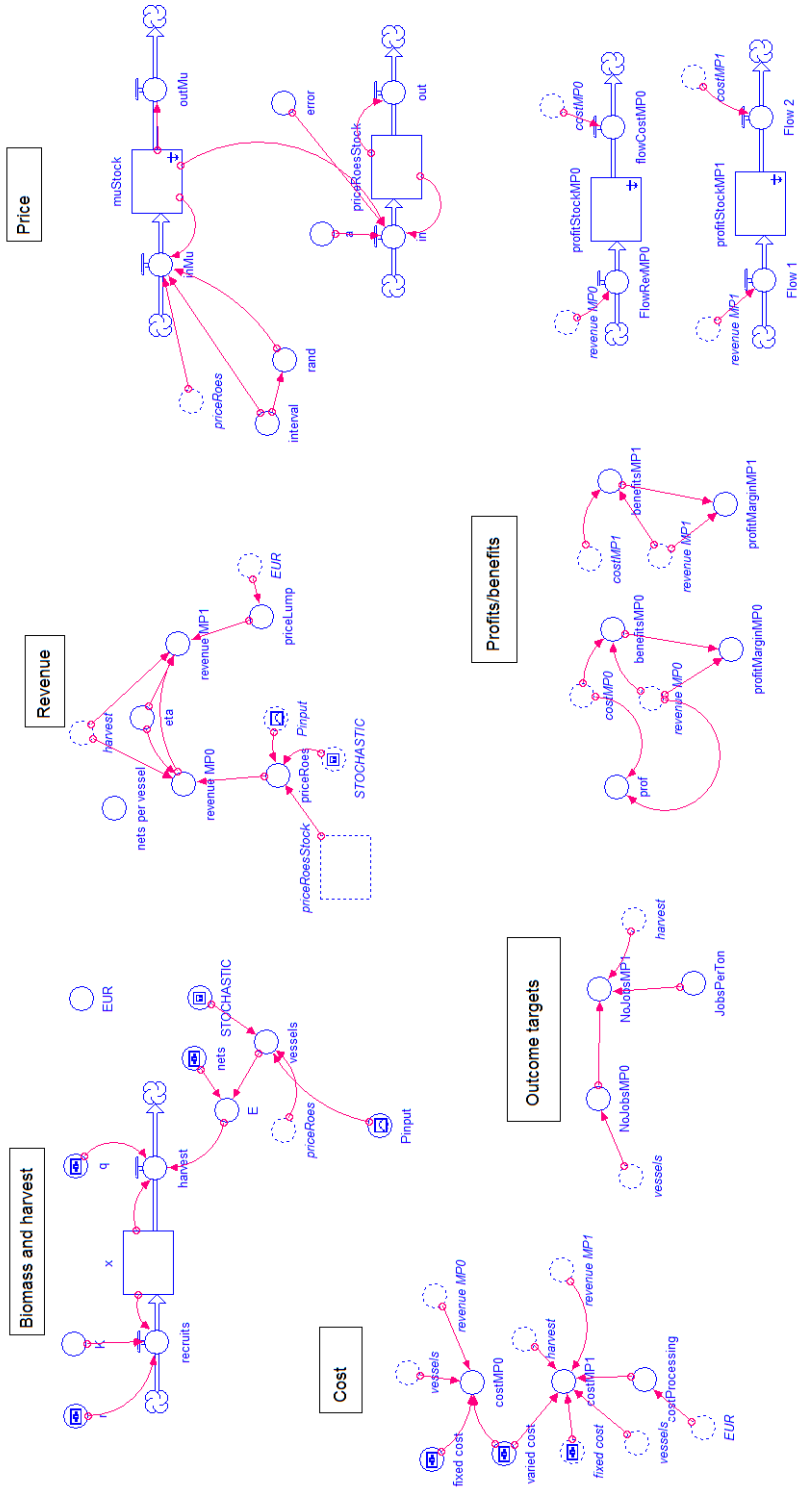 Biomass and harvest
r
K
recruits
x
q
harvest
E
nets
STOCHASTIC
vessels
priceRoes
Pinput
EUR
Revenue
nets per vessel
harvest
eta
revenue MP0
revenue MP1
priceLump
EUR
priceRoes
Pinput
STOCHASTIC
priceRoesStock
Price
muStock
inMu
outMu
priceRoes
interval
rand
error
priceRoesStock
a
in
out
Cost
vessels
revenue MP0
costMP0
fixed cost
varied cost
harvest
revenue MP1
costMP1
fixed cost
vessels
costProcessing
EUR
Outcome targets
vessels
NoJobsMP0
NoJobsMP1
harvest
JobsPerTon
Profits/benefits
prof
costMP0
revenue MP0
benefitsMP0
profitMarginMP0
costMP1
revenue MP1
benefitsMP1
profitMarginMP1
revenue MP0
FlowRevMP0
profitStockMP0
costMP0
flowCostMP0
revenue MP1
Flow 1
profitStockMP1
costMP1
Flow 2